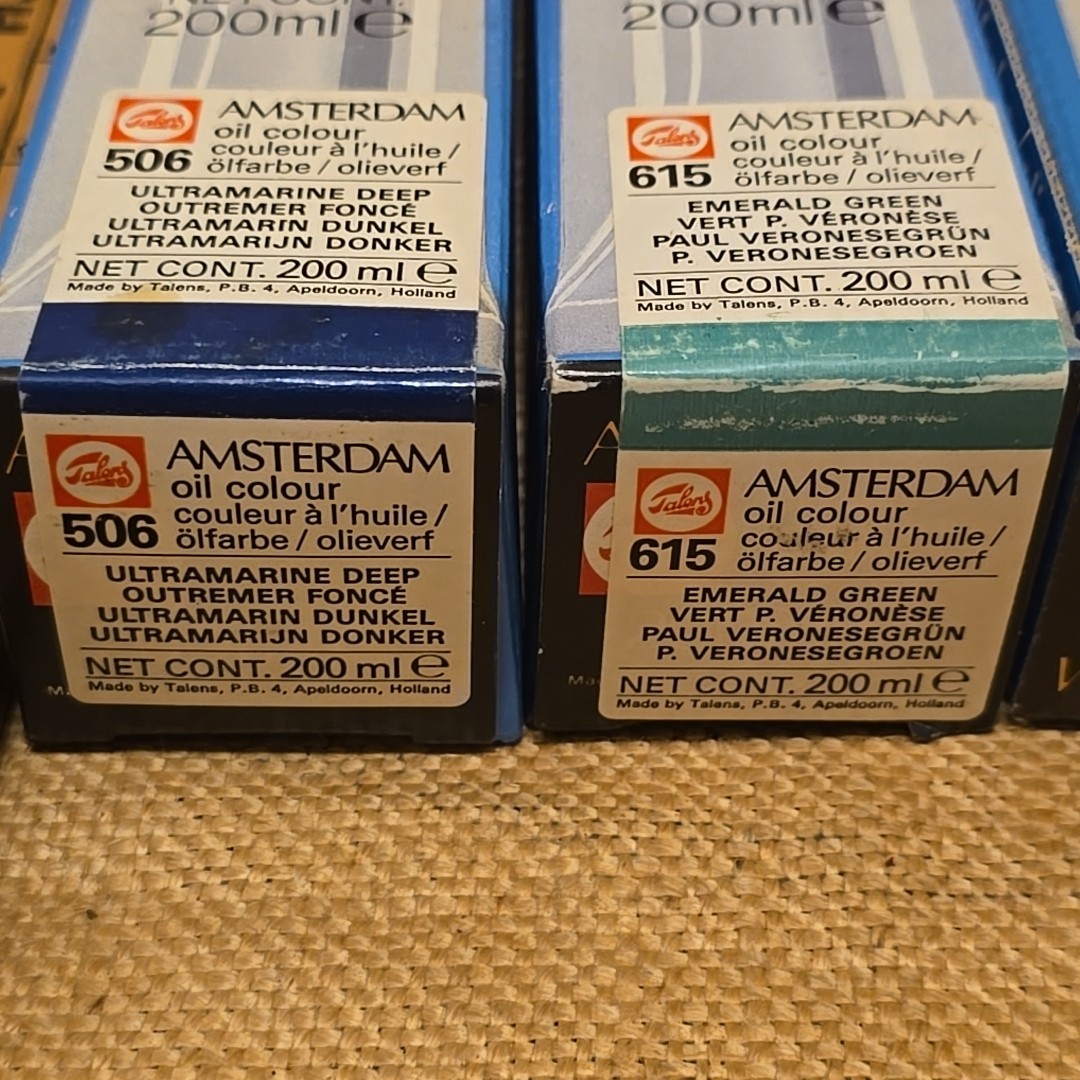 NET CONT.
200ml e
Talens
AMSTERDAM
oil colour
506
couleur à l'huile /
ölfarbe / olieverf
ULTRAMARINE DEEP
OUTREMER FONCÉ
ULTRAMARIN DUNKEL
ULTRAMARIJN DONKER
NET CONT. 200 ml e
Made by Talens, P.B. 4, Apeldoorn, Holland
Talens
AMSTERDAM
oil colour
506
couleur à l'huile /
ölfarbe / olieverf
ULTRAMARINE DEEP
OUTREMER FONCÉ
ULTRAMARIN DUNKEL
ULTRAMARIJN DONKER
NET CONT. 200 ml e
Made by Talens, P.B. 4, Apeldoorn, Holland
200ml e
Talens
AMSTERDAM
oil colour
615
couleur à l'huile /
ölfarbe / olieverf
EMERALD GREEN
VERT P. VÉRONÈSE
PAUL VERONESEGRÜN
P. VERONESEGROEN
NET CONT. 200 ml e
Made by Talens, P.B. 4, Apeldoorn, Holland
Talens
AMSTERDAM
oil colour
615
couleur à l'huile /
ölfarbe / olieverf
EMERALD GREEN
VERT P. VÉRONÈSE
PAUL VERONESEGRÜN
P. VERONESEGROEN
NET CONT. 200 ml e
Made by Talens, P.B. 4, Apeldoorn, Holland